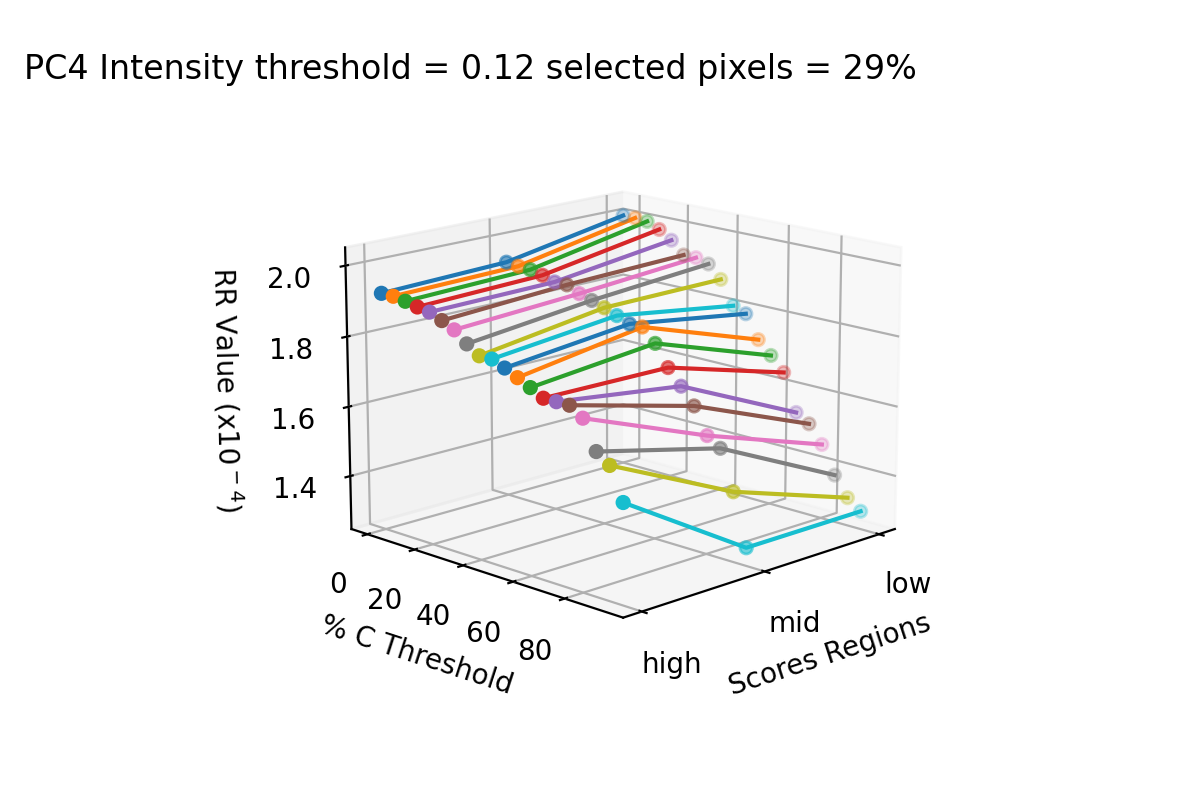 PC4 Intensity threshold = 0.12 selected pixels = 29%
2.0
1.8
1.6
1.4
RR Value (x10⁻⁴)
0
20
40
60
80
% C Threshold
low
mid
high
Scores Regions